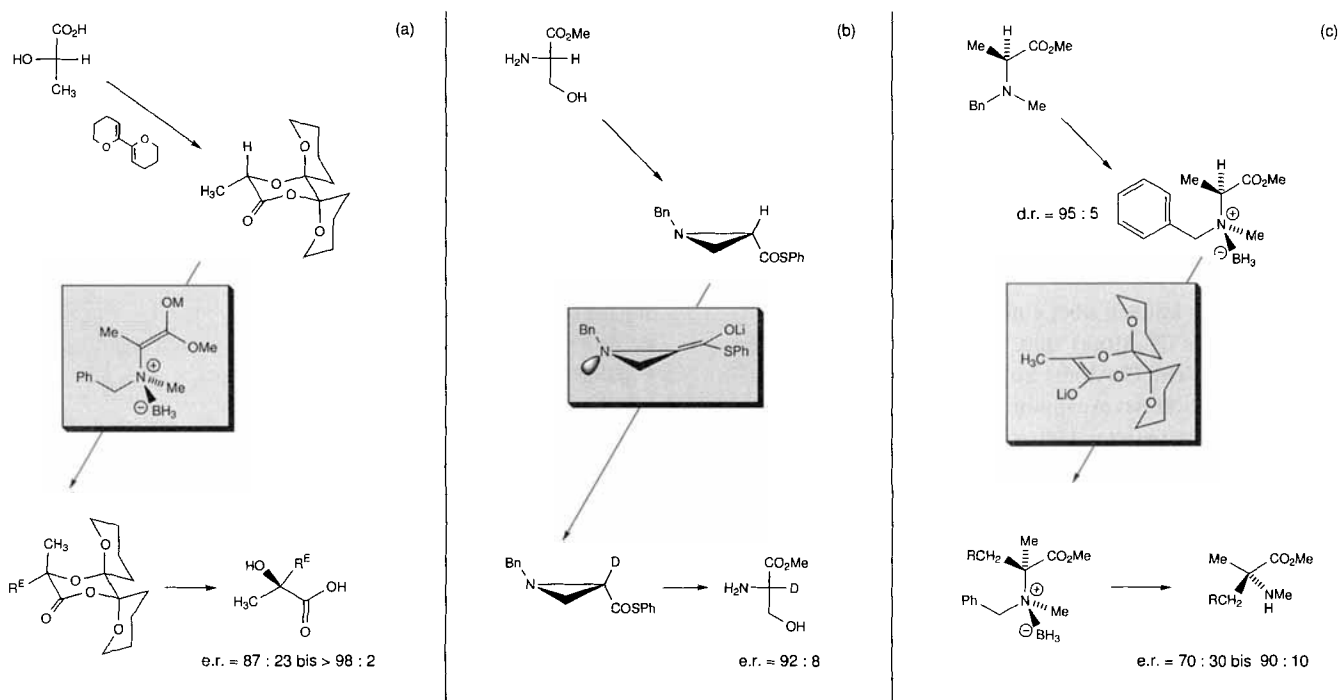 (a)
CO₂H
HO
H
CH₃
O
O
H
H₃C
O
O
O
O
O
OM
Me
OMe
⊕
N
Me
Ph
⊖
BH₃
CH₃
Rᴱ
O
O
O
O
O
HO
Rᴱ
H₃C
OH
O
e.r. = 87 : 23 bis > 98 : 2
(b)
CO₂Me
H₂N
H
OH
Bn
N
H
COSPh
Bn
N
OLi
SPh
Bn
N
D
COSPh
CO₂Me
H₂N
D
OH
e.r. = 92 : 8
(c)
H
Me
CO₂Me
N
Bn
Me
d.r. = 95 : 5
H
Me
CO₂Me
⊕
N
Me
⊖
BH₃
O
H₃C
O
O
LiO
O
Me
RCH₂
CO₂Me
⊕
N
Me
Ph
⊖
BH₃
Me
CO₂Me
RCH₂
NMe
H
e.r. = 70 : 30 bis 90 : 10